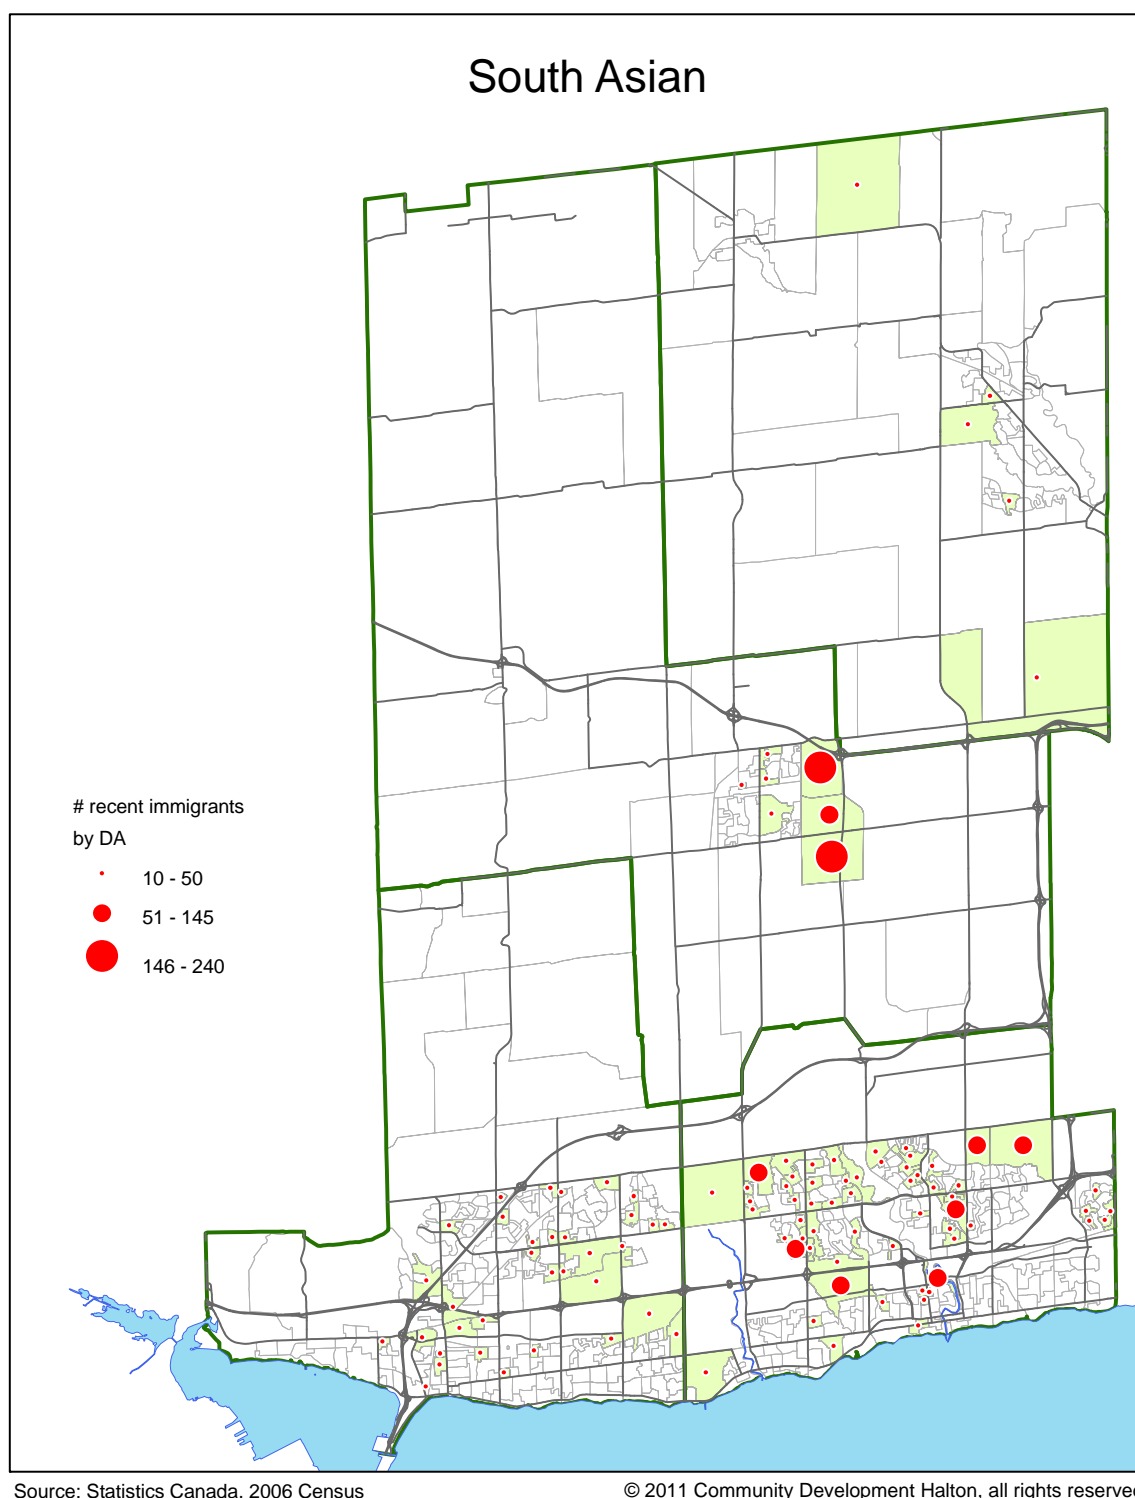 South Asian
# recent immigrants
by DA
10 - 50
51 - 145
146 - 240
Source: Statistics Canada, 2006 Census
© 2011 Community Development Halton, all rights reserved